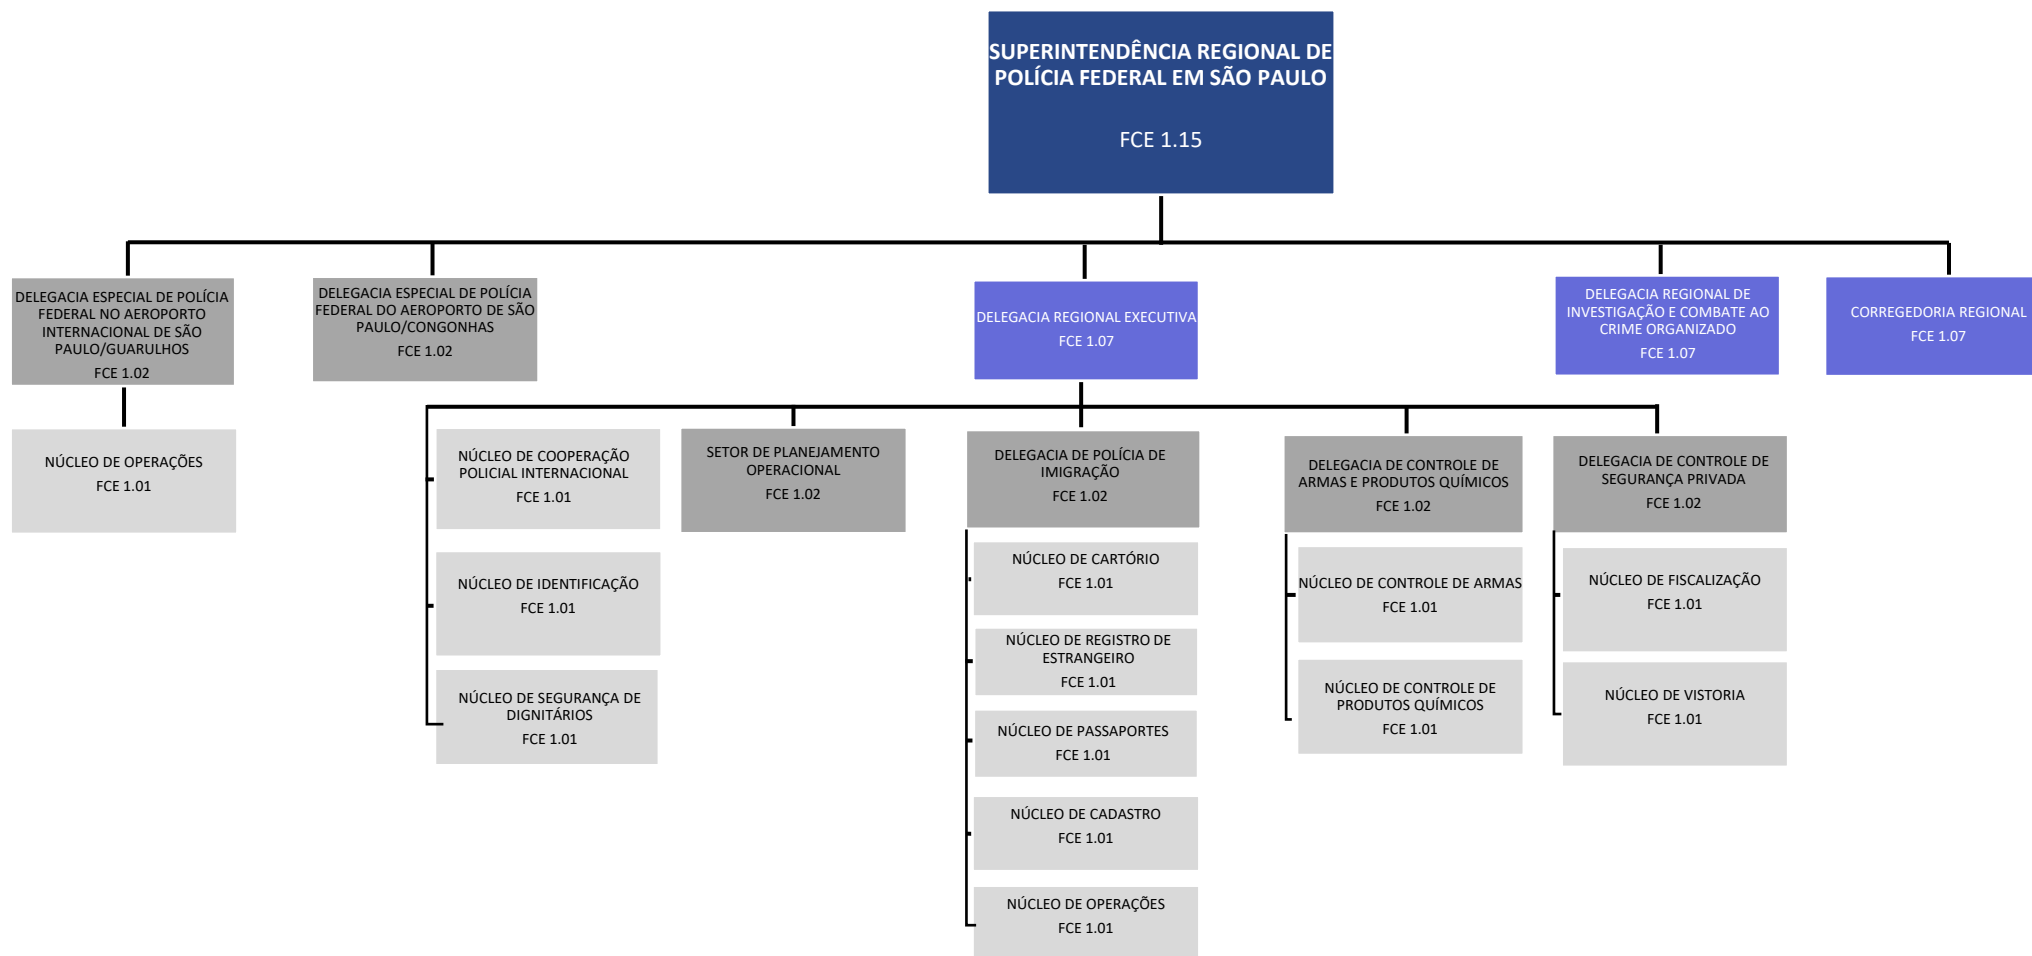 SUPERINTENDÊNCIA REGIONAL DE
POLÍCIA FEDERAL EM SÃO PAULO
FCE 1.15
DELEGACIA ESPECIAL DE POLÍCIA
FEDERAL NO AEROPORTO
INTERNACIONAL DE SÃO
PAULO/GUARULHOS
FCE 1.02
DELEGACIA ESPECIAL DE POLÍCIA
FEDERAL DO AEROPORTO DE SÃO
PAULO/CONGONHAS
FCE 1.02
DELEGACIA REGIONAL EXECUTIVA
FCE 1.07
DELEGACIA REGIONAL DE
INVESTIGAÇÃO E COMBATE AO
CRIME ORGANIZADO
FCE 1.07
CORREGEDORIA REGIONAL
FCE 1.07
NÚCLEO DE OPERAÇÕES
FCE 1.01
NÚCLEO DE COOPERAÇÃO
POLICIAL INTERNACIONAL
FCE 1.01
NÚCLEO DE IDENTIFICAÇÃO
FCE 1.01
NÚCLEO DE SEGURANÇA DE
DIGNITÁRIOS
FCE 1.01
SETOR DE PLANEJAMENTO
OPERACIONAL
FCE 1.02
DELEGACIA DE POLÍCIA DE
IMIGRAÇÃO
FCE 1.02
NÚCLEO DE CARTÓRIO
FCE 1.01
NÚCLEO DE REGISTRO DE
ESTRANGEIRO
FCE 1.01
NÚCLEO DE PASSAPORTES
FCE 1.01
NÚCLEO DE CADASTRO
FCE 1.01
NÚCLEO DE OPERAÇÕES
FCE 1.01
DELEGACIA DE CONTROLE DE
ARMAS E PRODUTOS QUÍMICOS
FCE 1.02
NÚCLEO DE CONTROLE DE ARMAS
FCE 1.01
NÚCLEO DE CONTROLE DE
PRODUTOS QUÍMICOS
FCE 1.01
DELEGACIA DE CONTROLE DE
SEGURANÇA PRIVADA
FCE 1.02
NÚCLEO DE FISCALIZAÇÃO
FCE 1.01
NÚCLEO DE VISTORIA
FCE 1.01